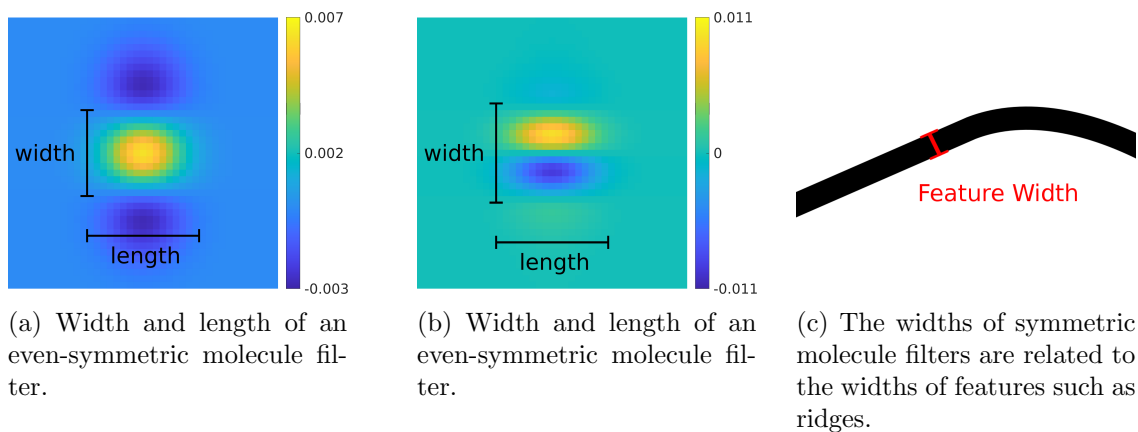 0.007
width
0.002
length
-0.003
(a) Width and length of an
even-symmetric molecule fil-
ter.
0.011
width
0
length
-0.011
(b) Width and length of an
even-symmetric molecule fil-
ter.
Feature Width
(c) The widths of symmetric
molecule filters are related to
the widths of features such as
ridges.